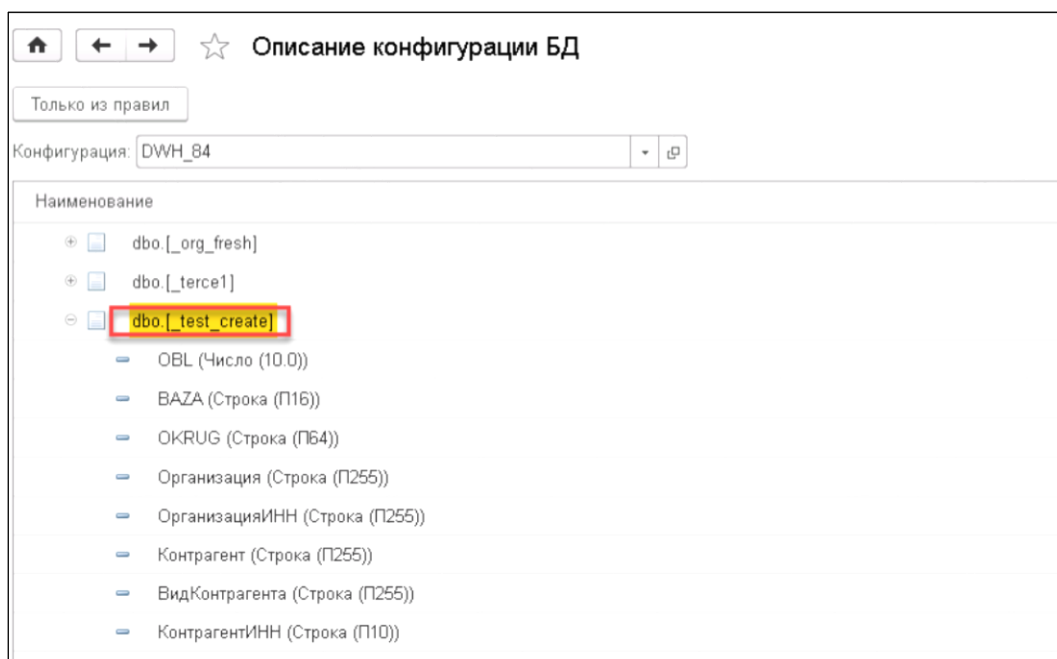 Описание конфигурации БД
Только из правил
Конфигурация: DWH_84
Наименование
dbo.[_org_fresh]
dbo.[_terce1]
dbo.[_test_create]
OBL (Число (10.0))
BAZA (Строка (П16))
OKRUG (Строка (П64))
Организация (Строка (П255))
ОрганизацияИНН (Строка (П255))
Контрагент (Строка (П255))
ВидКонтрагента (Строка (П255))
КонтрагентИНН (Строка (П10))